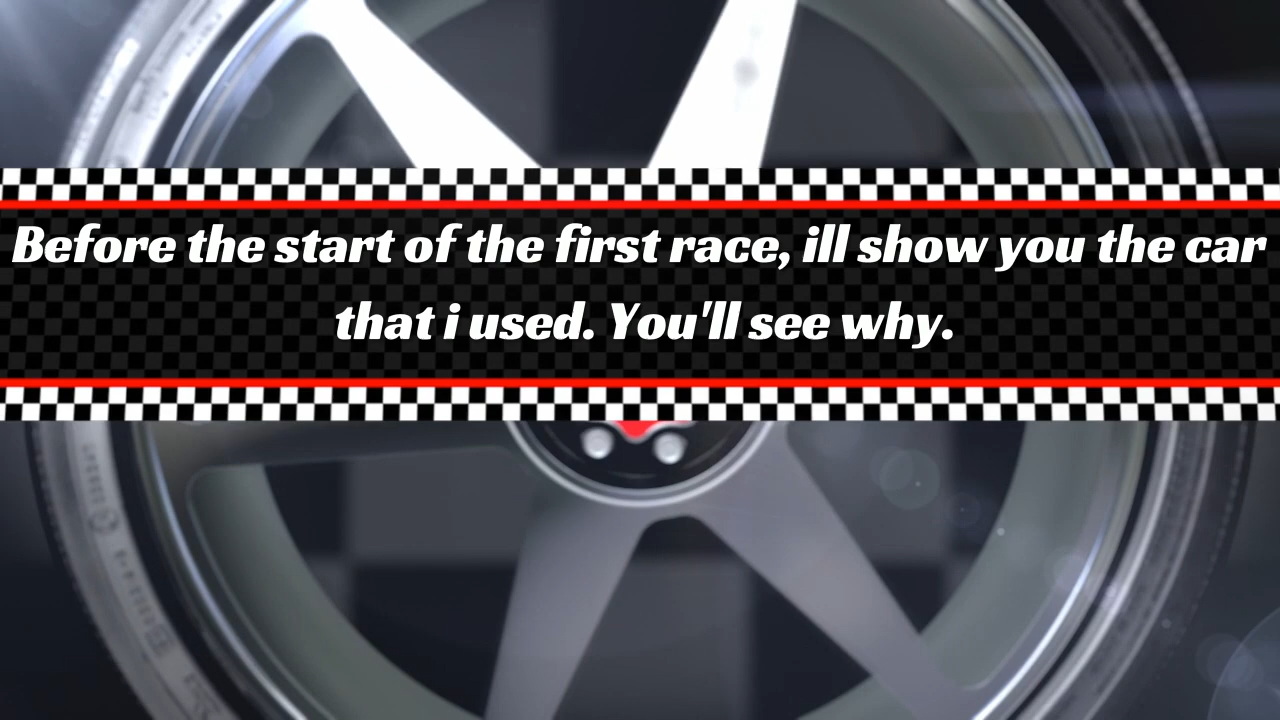 Before the start of the first race, ill show you the car
that i used. You'll see why.